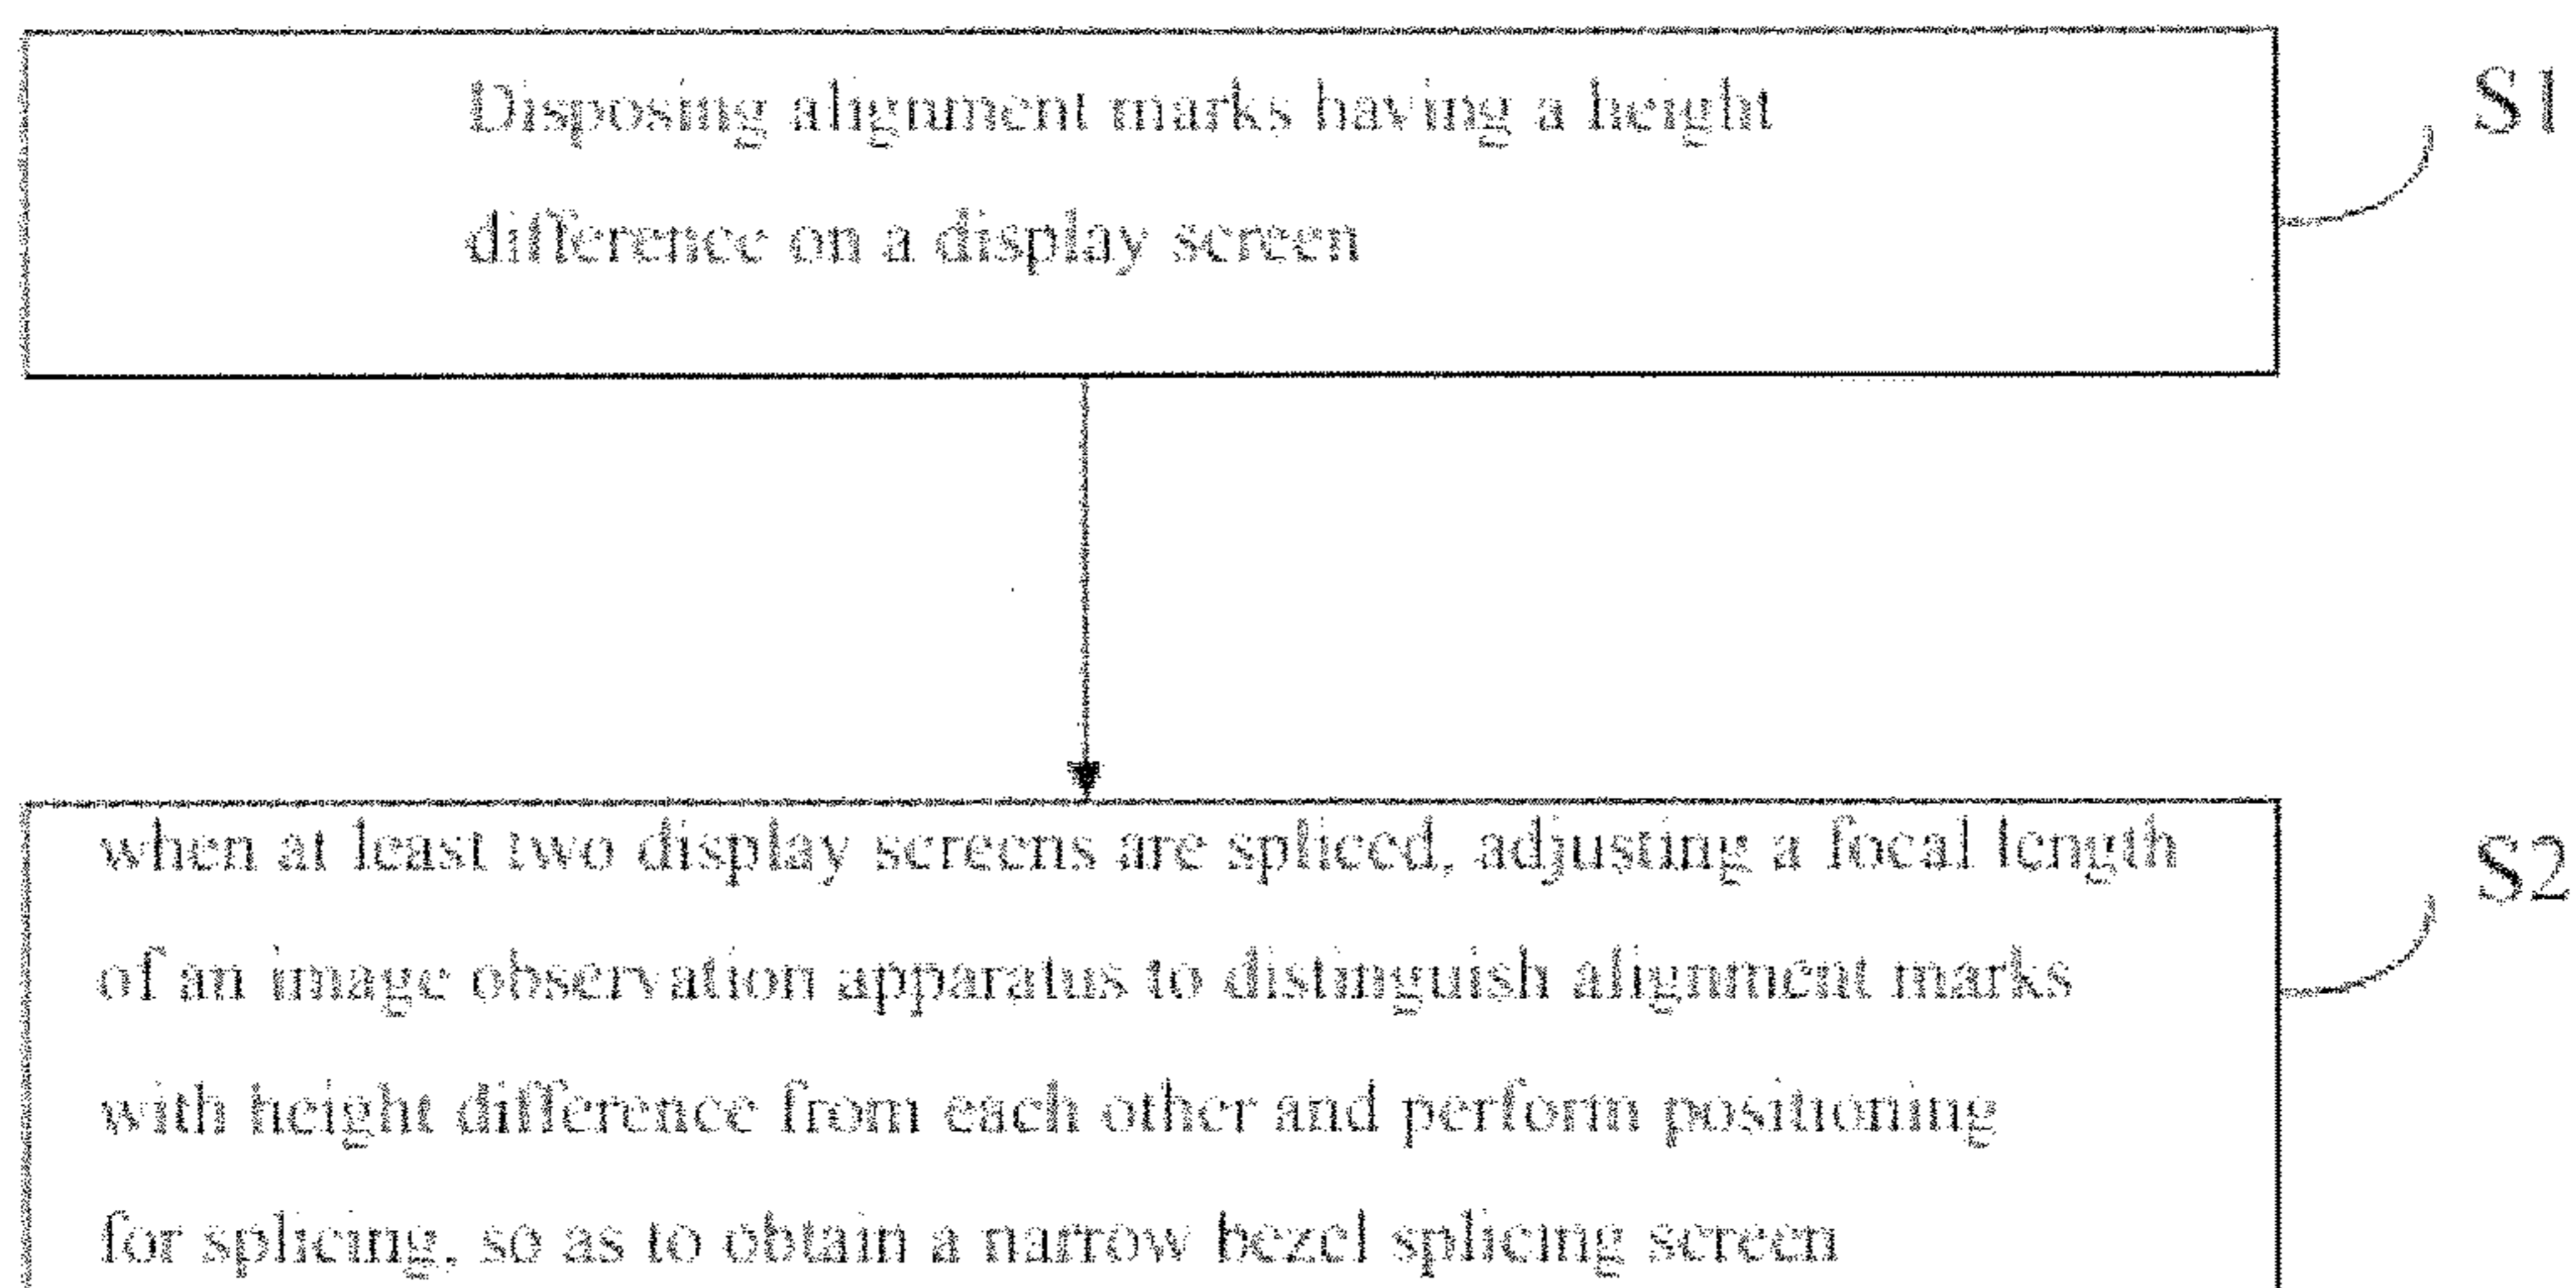 Disposing alignment marks having a height
difference on a display screen
S1
when at least two display screens are spliced, adjusting a focal length
of an image observation apparatus to distinguish alignment marks
with height difference from each other and perform positioning
for splicing, so as to obtain a narrow bezel splicing screen
S2